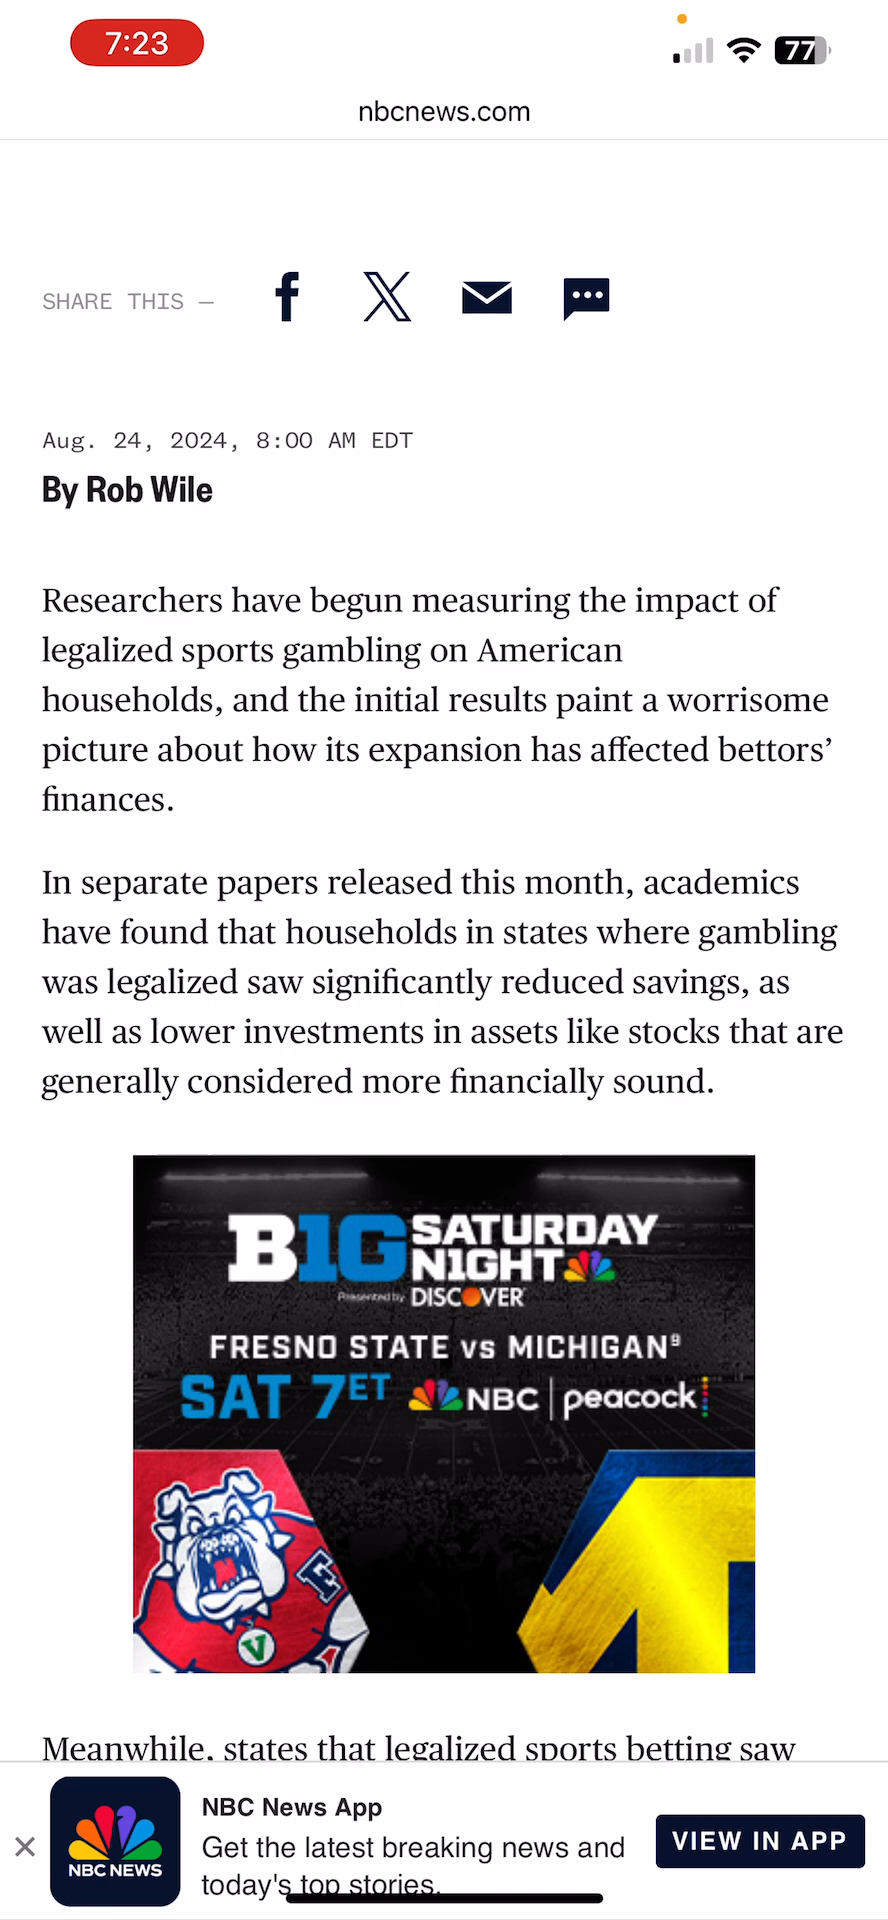 7:23
77
nbcnews.com
SHARE THIS —
Aug. 24, 2024, 8:00 AM EDT
By Rob Wile
Researchers have begun measuring the impact of
legalized sports gambling on American
households, and the initial results paint a worrisome
picture about how its expansion has affected bettors’
finances.
In separate papers released this month, academics
have found that households in states where gambling
was legalized saw significantly reduced savings, as
well as lower investments in assets like stocks that are
generally considered more financially sound.
B1G SATURDAY
N1GHT
Presented by DISCOVER
FRESNO STATE vs MICHIGAN⁹
SAT 7ET NBC | peacock
F
V
Meanwhile, states that legalized sports betting saw
NBC News App
Get the latest breaking news and
today's top stories.
NBC NEWS
VIEW IN APP